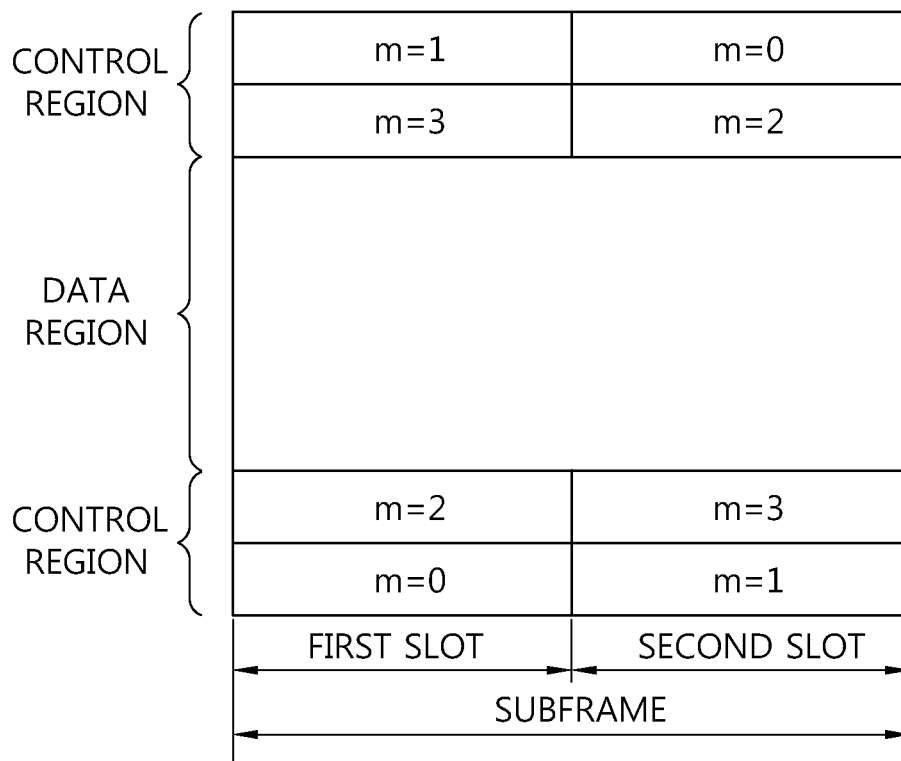 CONTROL
REGION
m=1 m=0
m=3 m=2
DATA
REGION
CONTROL
REGION
m=2 m=3
m=0 m=1
FIRST SLOT SECOND SLOT
SUBFRAME